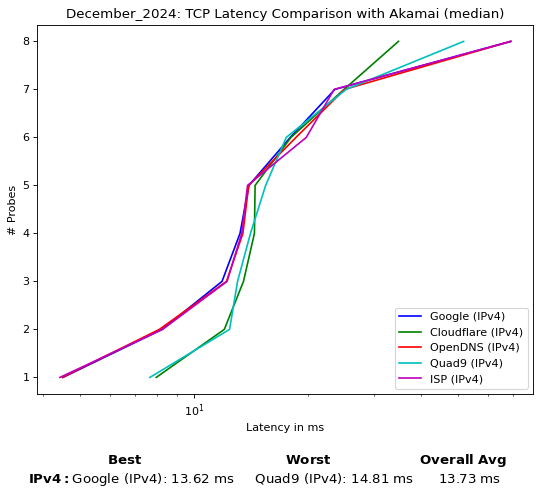 December_2024: TCP Latency Comparison with Akamai (median)
8
7
6
5
4
3
2
1
# Probes
10^1
Latency in ms
Google (IPv4)
Cloudflare (IPv4)
OpenDNS (IPv4)
Quad9 (IPv4)
ISP (IPv4)
Best Worst Overall Avg
IPv4: Google (IPv4): 13.62 ms Quad9 (IPv4): 14.81 ms 13.73 ms